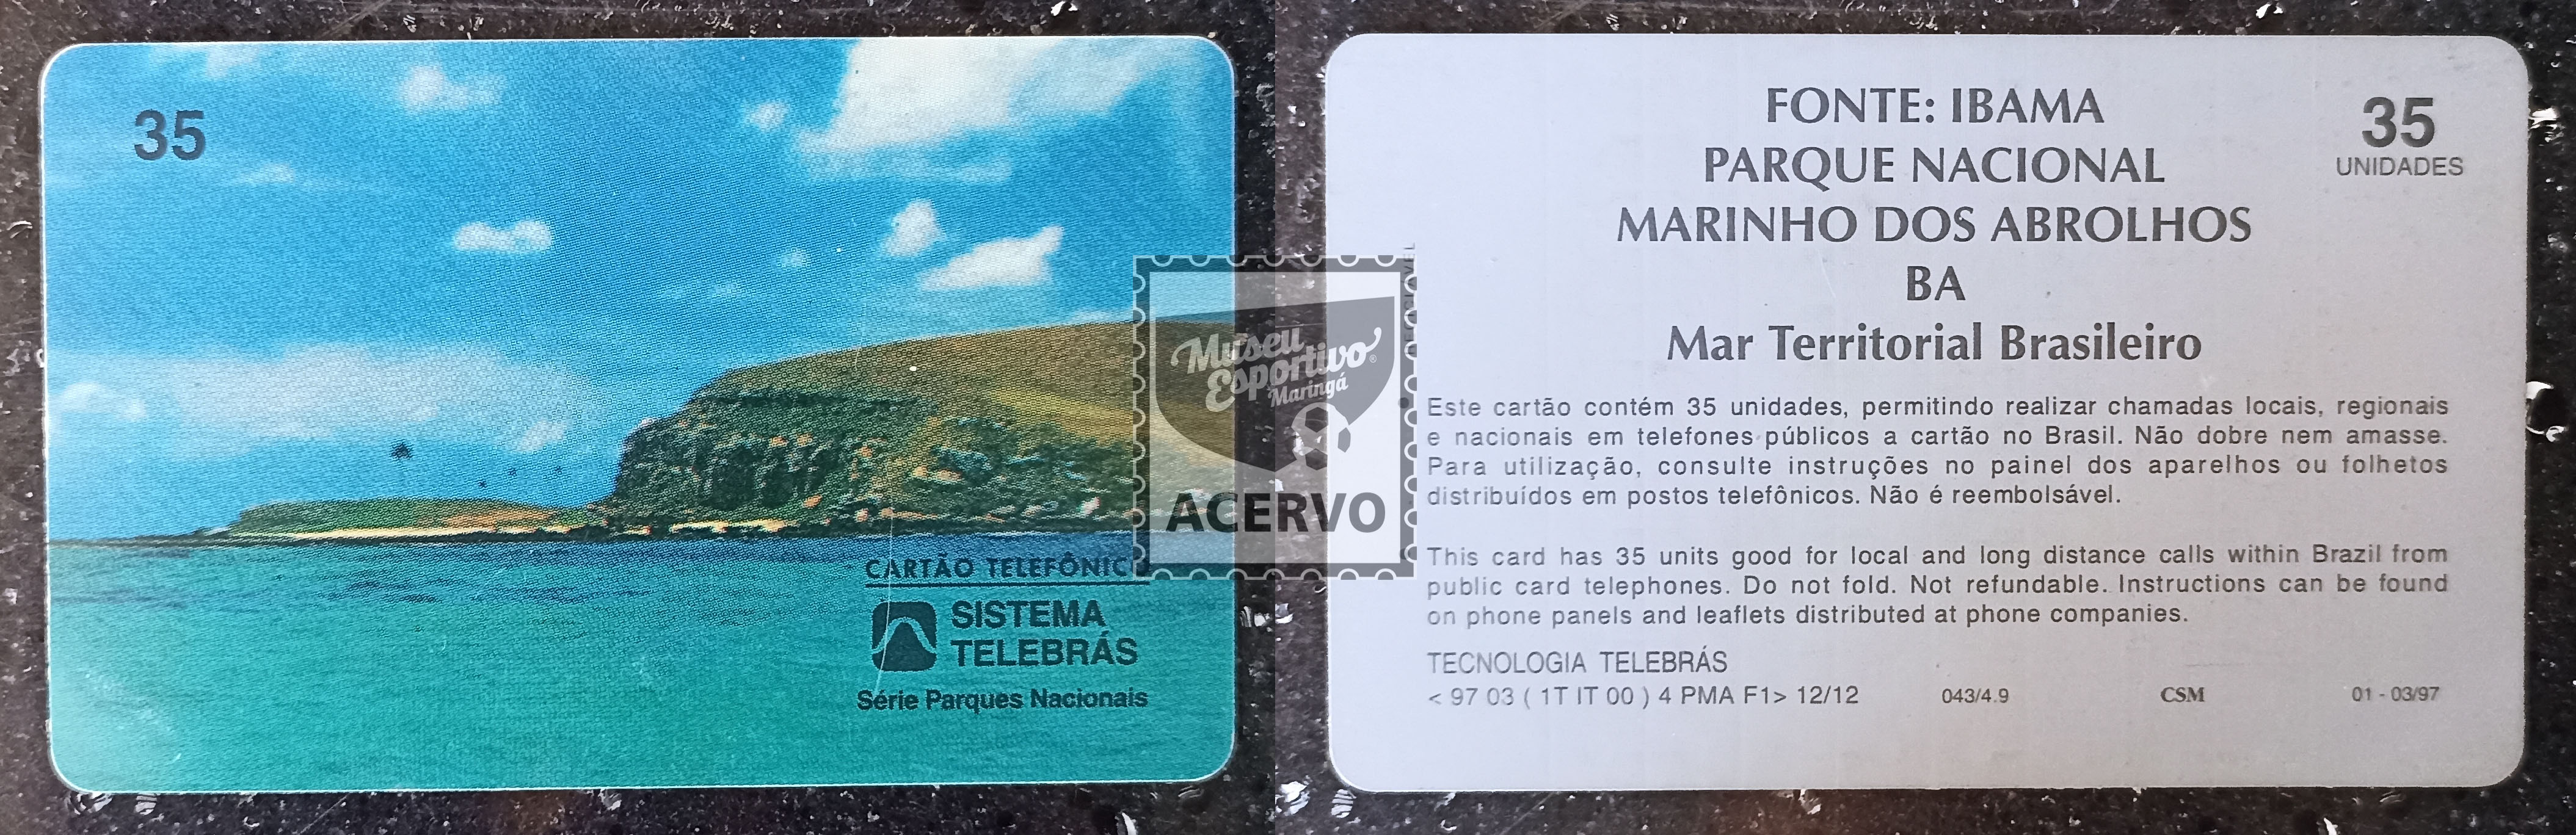 35
CARTÃO TELEFÔNICO
SISTEMA
TELEBRÁS
Série Parques Nacionais
Museu
Esportivo®
Maringá
ACERVO
FONTE: IBAMA
PARQUE NACIONAL
MARINHO DOS ABROLHOS
BA
Mar Territorial Brasileiro
35
UNIDADES
Este cartão contém 35 unidades, permitindo realizar chamadas locais, regionais
e nacionais em telefones públicos a cartão no Brasil. Não dobre nem amasse.
Para utilização, consulte instruções no painel dos aparelhos ou folhetos
distribuídos em postos telefônicos. Não é reembolsável.
This card has 35 units good for local and long distance calls within Brazil from
public card telephones. Do not fold. Not refundable. Instructions can be found
on phone panels and leaflets distributed at phone companies.
TECNOLOGIA TELEBRÁS
< 97 03 ( 1T IT 00 ) 4 PMA F1> 12/12 043/4.9 CSM 01 - 03/97